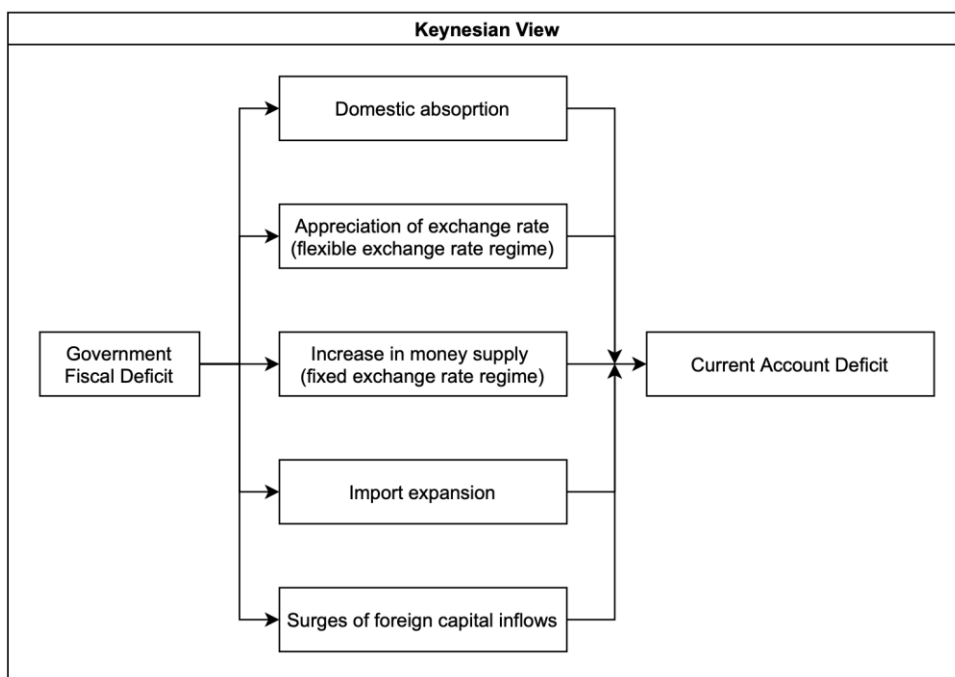 Keynesian View
Domestic absoprtion
Appreciation of exchange rate
(flexible exchange rate regime)
Government
Fiscal Deficit
Increase in money supply
(fixed exchange rate regime)
Current Account Deficit
Import expansion
Surges of foreign capital inflows